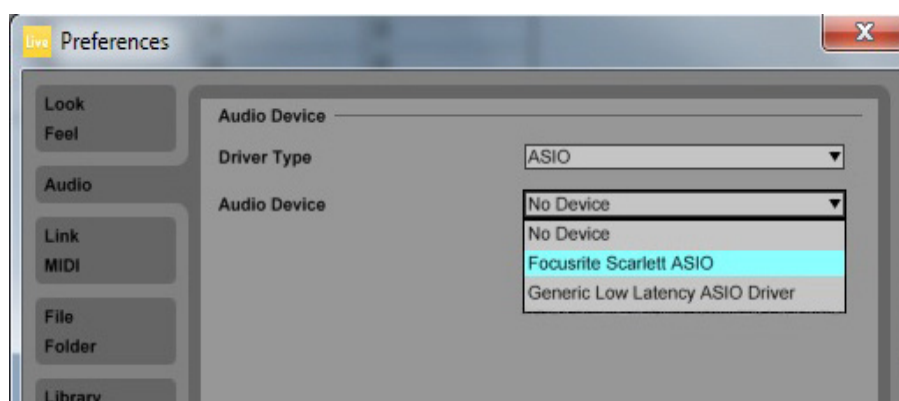 Live Preferences X
Look
Feel
Audio
Link
MIDI
File
Folder
Library
Audio Device
Driver Type ASIO
Audio Device No Device
No Device
Focusrite Scarlett ASIO
Generic Low Latency ASIO Driver